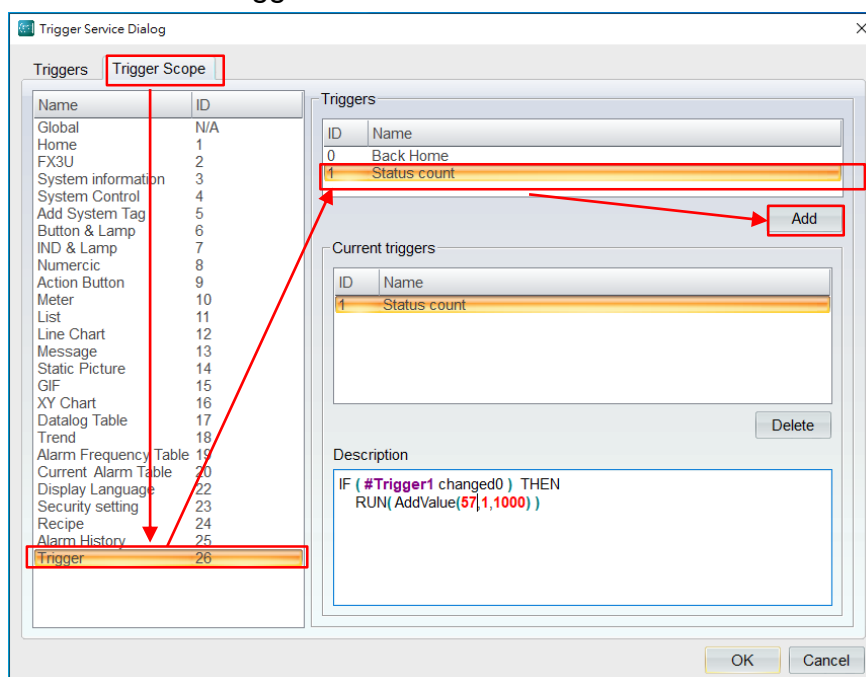 Trigger Service Dialog
Triggers Trigger Scope
Name ID
Global N/A
Home 1
FX3U 2
System information 3
System Control 4
Add System Tag 5
Button & Lamp 6
IND & Lamp 7
Numercic 8
Action Button 9
Meter 10
List 11
Line Chart 12
Message 13
Static Picture 14
GIF 15
XY Chart 16
Datalog Table 17
Trend 18
Alarm Frequency Table 19
Current Alarm Table 20
Display Language 22
Security setting 23
Recipe 24
Alarm History 25
Trigger 26
Triggers
ID Name
0 Back Home
1 Status count
Add
Current triggers
ID Name
1 Status count
Delete
Description
IF ( #Trigger1 changed0 ) THEN
RUN( AddValue(57,1,1000) )
OK Cancel